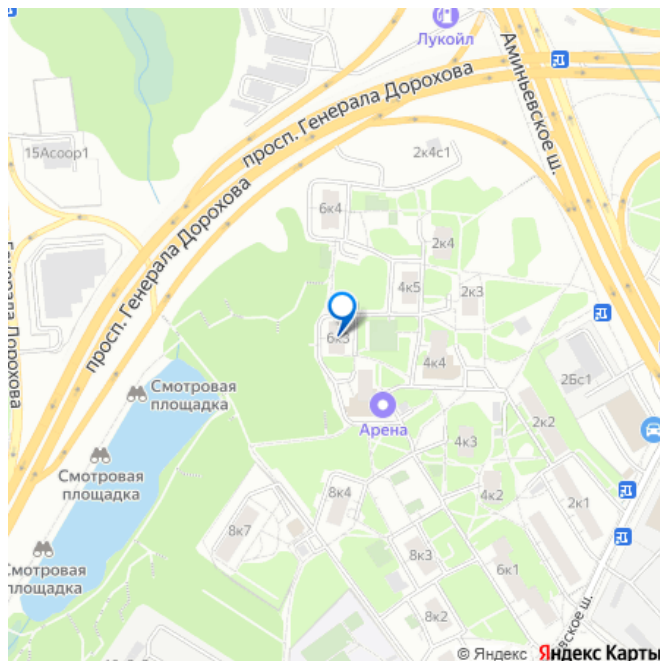 Лукойл
просп. Генерала Дорохова
Аминьевское ш.
15Асоор1
2к4с1
6к4
2к4
просп. Генерала Дорохова
4к5
2к3
Генерала Дорохова
6к3
4к4
2Бс1
Смотровая
площадка
Арена
2к2
4к3
Смотровая
площадка
8к4
4к2
2к1
8к7
8к3
Смотровая
площадка
6к1
8к2
© Яндекс Яндекс Карты